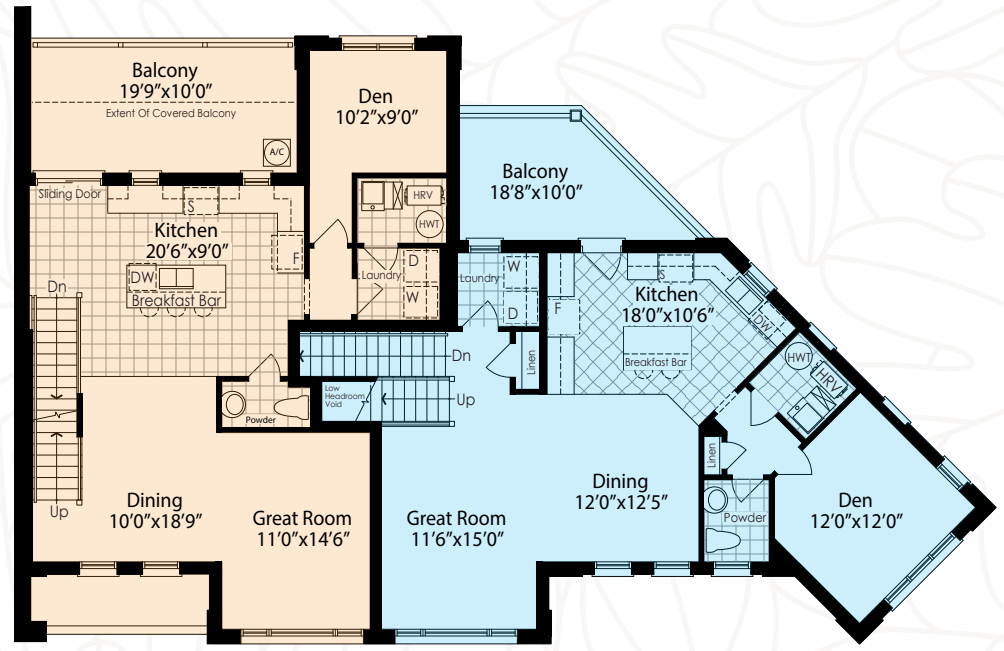 Balcony
19'9"x10'0"
Extent Of Covered Balcony
A/C
Den
10'2"x9'0"
Sliding Door
S
Kitchen
20'6"x9'0"
F
DW
Breakfast Bar
Dn
Up
HRV
HWT
Laundry
D
W
Powder
Dining
10'0"x18'9"
Great Room
11'0"x14'6"
Balcony
18'8"x10'0"
Laundry
W
D
Linen
Dn
Up
Low
Headroom
Void
F
S
Kitchen
18'0"x10'6"
DW
Breakfast Bar
HWT
HRV
Linen
Powder
Dining
12'0"x12'5"
Great Room
11'6"x15'0"
Den
12'0"x12'0"